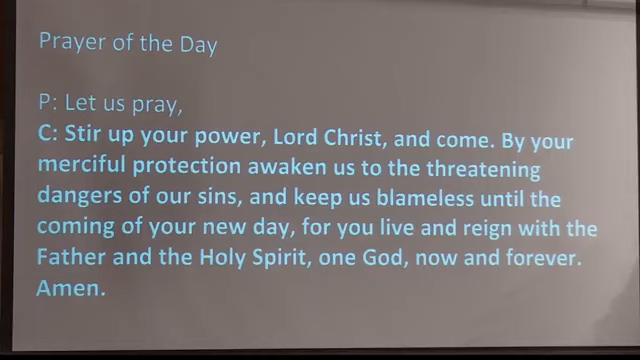 Prayer of the Day
P: Let us pray,
C: Stir up your power, Lord Christ, and come. By your
merciful protection awaken us to the threatening
dangers of our sins, and keep us blameless until the
coming of your new day, for you live and reign with the
Father and the Holy Spirit, one God, now and forever.
Amen.